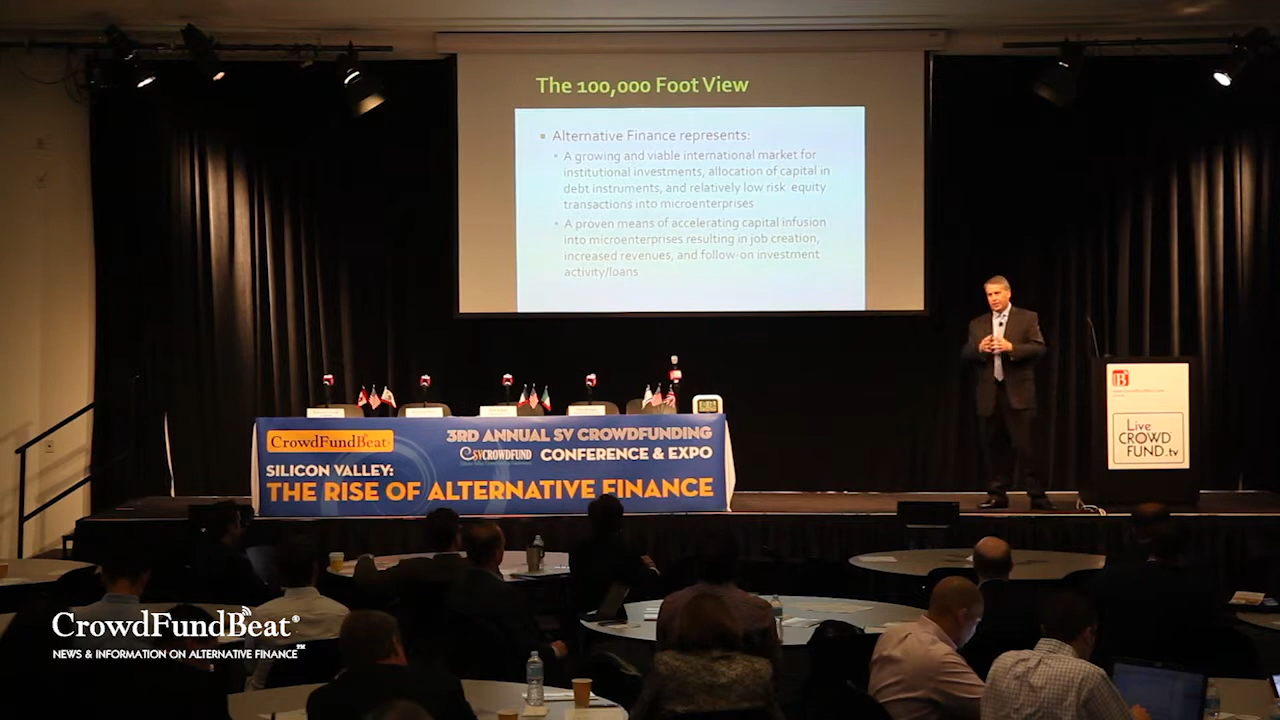 The 100,000 Foot View
Alternative Finance represents:
A growing and viable international market for
institutional investments, allocation of capital in
debt instruments, and relatively low risk equity
transactions into microenterprises
A proven means of accelerating capital infusion
into microenterprises resulting in job creation,
increased revenues, and follow-on investment
activity/loans
CrowdFundBeat
3RD ANNUAL SV CROWDFUNDING
SVCROWDFUND
CONFERENCE & EXPO
SILICON VALLEY:
THE RISE OF ALTERNATIVE FINANCE
B
Live
CROWD
FUND.tv
CrowdFundBeat®
NEWS & INFORMATION ON ALTERNATIVE FINANCE™